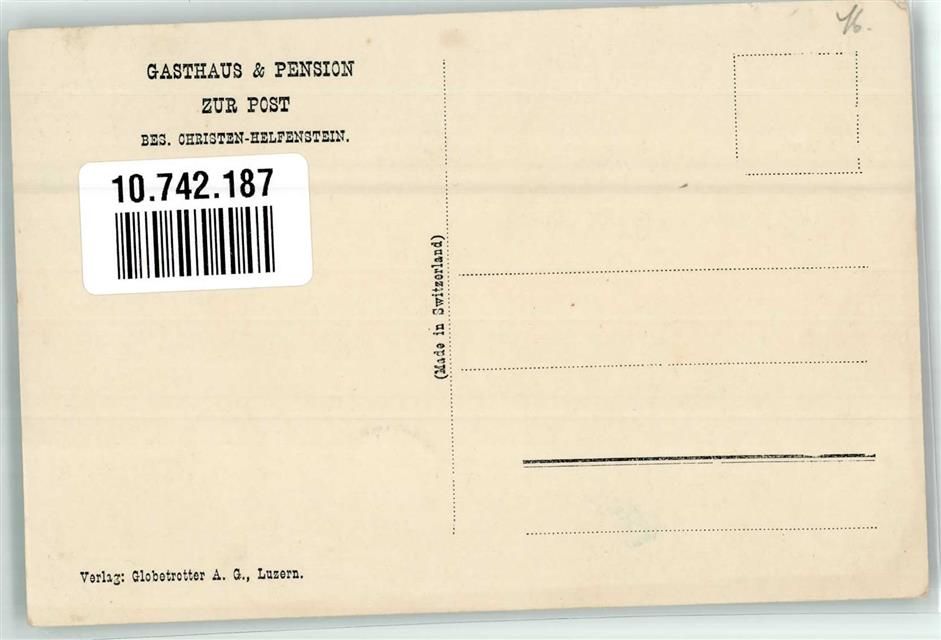 16.
GASTHAUS & PENSION
ZUR POST
BES. CHRISTEN-HELFENSTEIN.
10.742.187
(Made in Switzerland)
Verlag: Globetrotter A. G., Luzern.